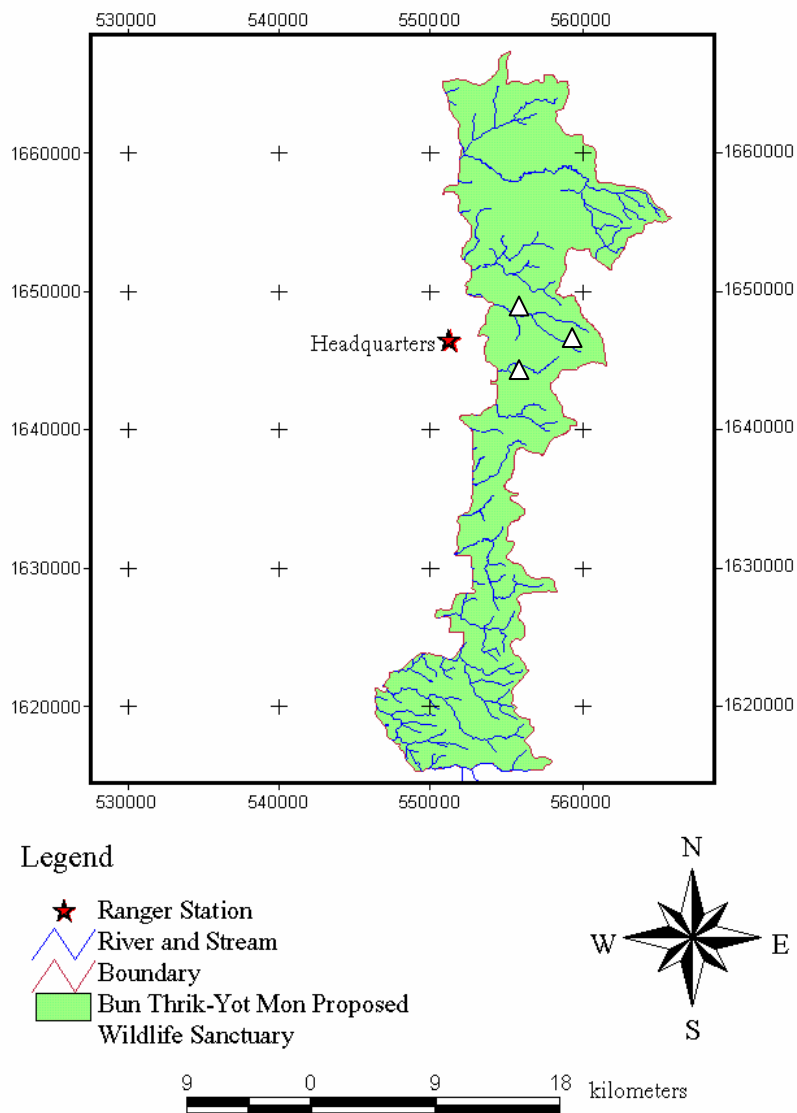 530000 540000 550000 560000
1660000 1660000
1650000 1650000
Headquarters
1640000 1640000
1630000 1630000
1620000 1620000
530000 540000 550000 560000
Legend
Ranger Station
River and Stream
Boundary
Bun Thrik-Yot Mon Proposed
Wildlife Sanctuary
N
W E
S
9 0 9 18 kilometers